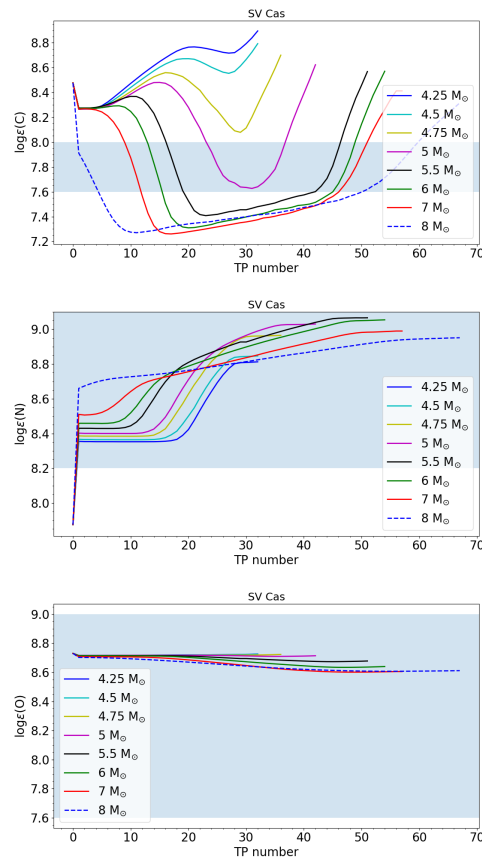 SV Cas
logε(C)
8.8
8.6
8.4
8.2
8.0
7.8
7.6
7.4
7.2
4.25 M☉
4.5 M☉
4.75 M☉
5 M☉
5.5 M☉
6 M☉
7 M☉
8 M☉
0 10 20 30 40 50 60 70
TP number
SV Cas
logε(N)
9.0
8.8
8.6
8.4
8.2
8.0
4.25 M☉
4.5 M☉
4.75 M☉
5 M☉
5.5 M☉
6 M☉
7 M☉
8 M☉
0 10 20 30 40 50 60 70
TP number
SV Cas
logε(O)
9.0
8.8
8.6
8.4
8.2
8.0
7.8
7.6
4.25 M☉
4.5 M☉
4.75 M☉
5 M☉
5.5 M☉
6 M☉
7 M☉
8 M☉
0 10 20 30 40 50 60 70
TP number